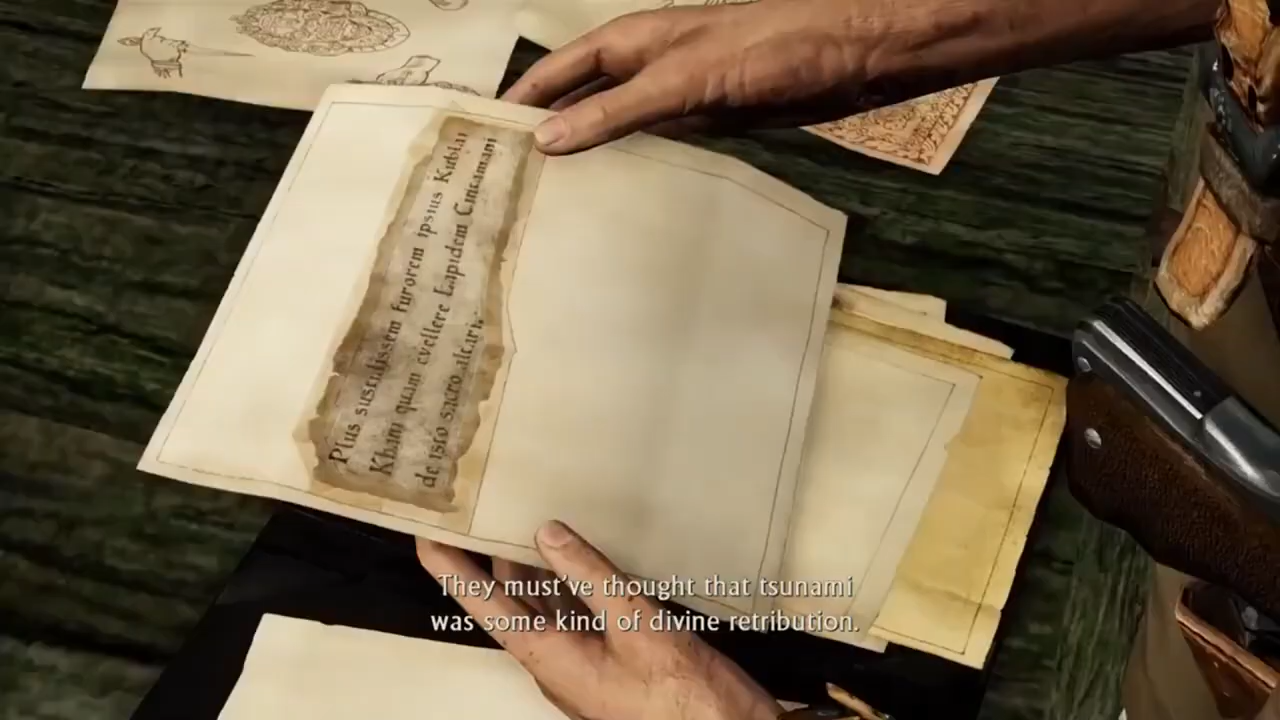 Plus sustulissem furorem ipsius Kublai
Khani quam evellere Lapidem Cintamani
de isto sacro altari.
They must've thought that tsunami
was some kind of divine retribution.